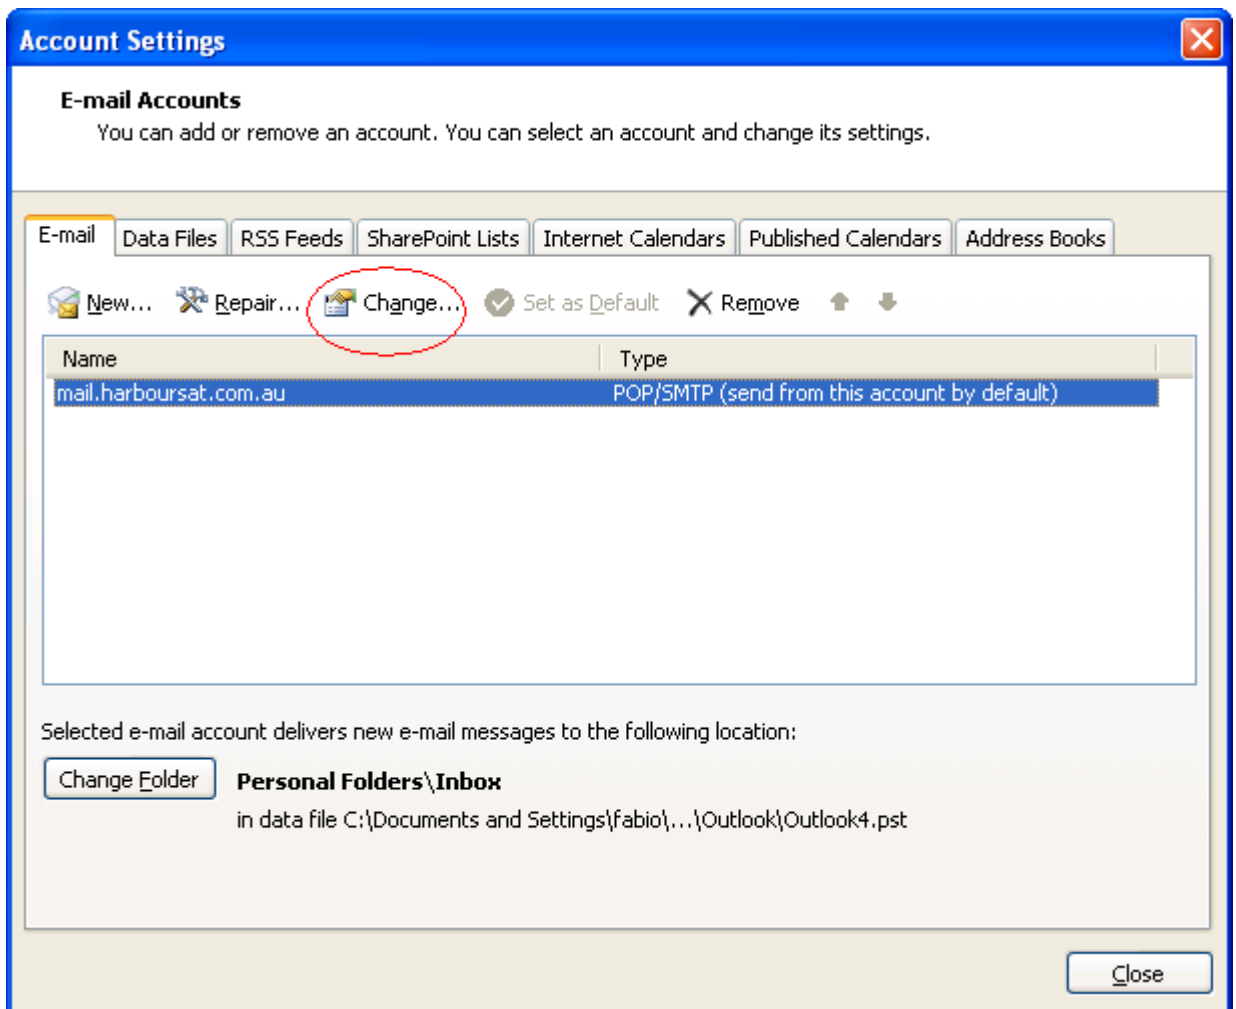 Account Settings
E-mail Accounts
You can add or remove an account. You can select an account and change its settings.
E-mail Data Files RSS Feeds SharePoint Lists Internet Calendars Published Calendars Address Books
New... Repair... Change... Set as Default Remove
Name Type
mail.harboursat.com.au POP/SMTP (send from this account by default)
Selected e-mail account delivers new e-mail messages to the following location:
Change Folder Personal Folders\Inbox
in data file C:\Documents and Settings\fabio\...\Outlook\Outlook4.pst
Close